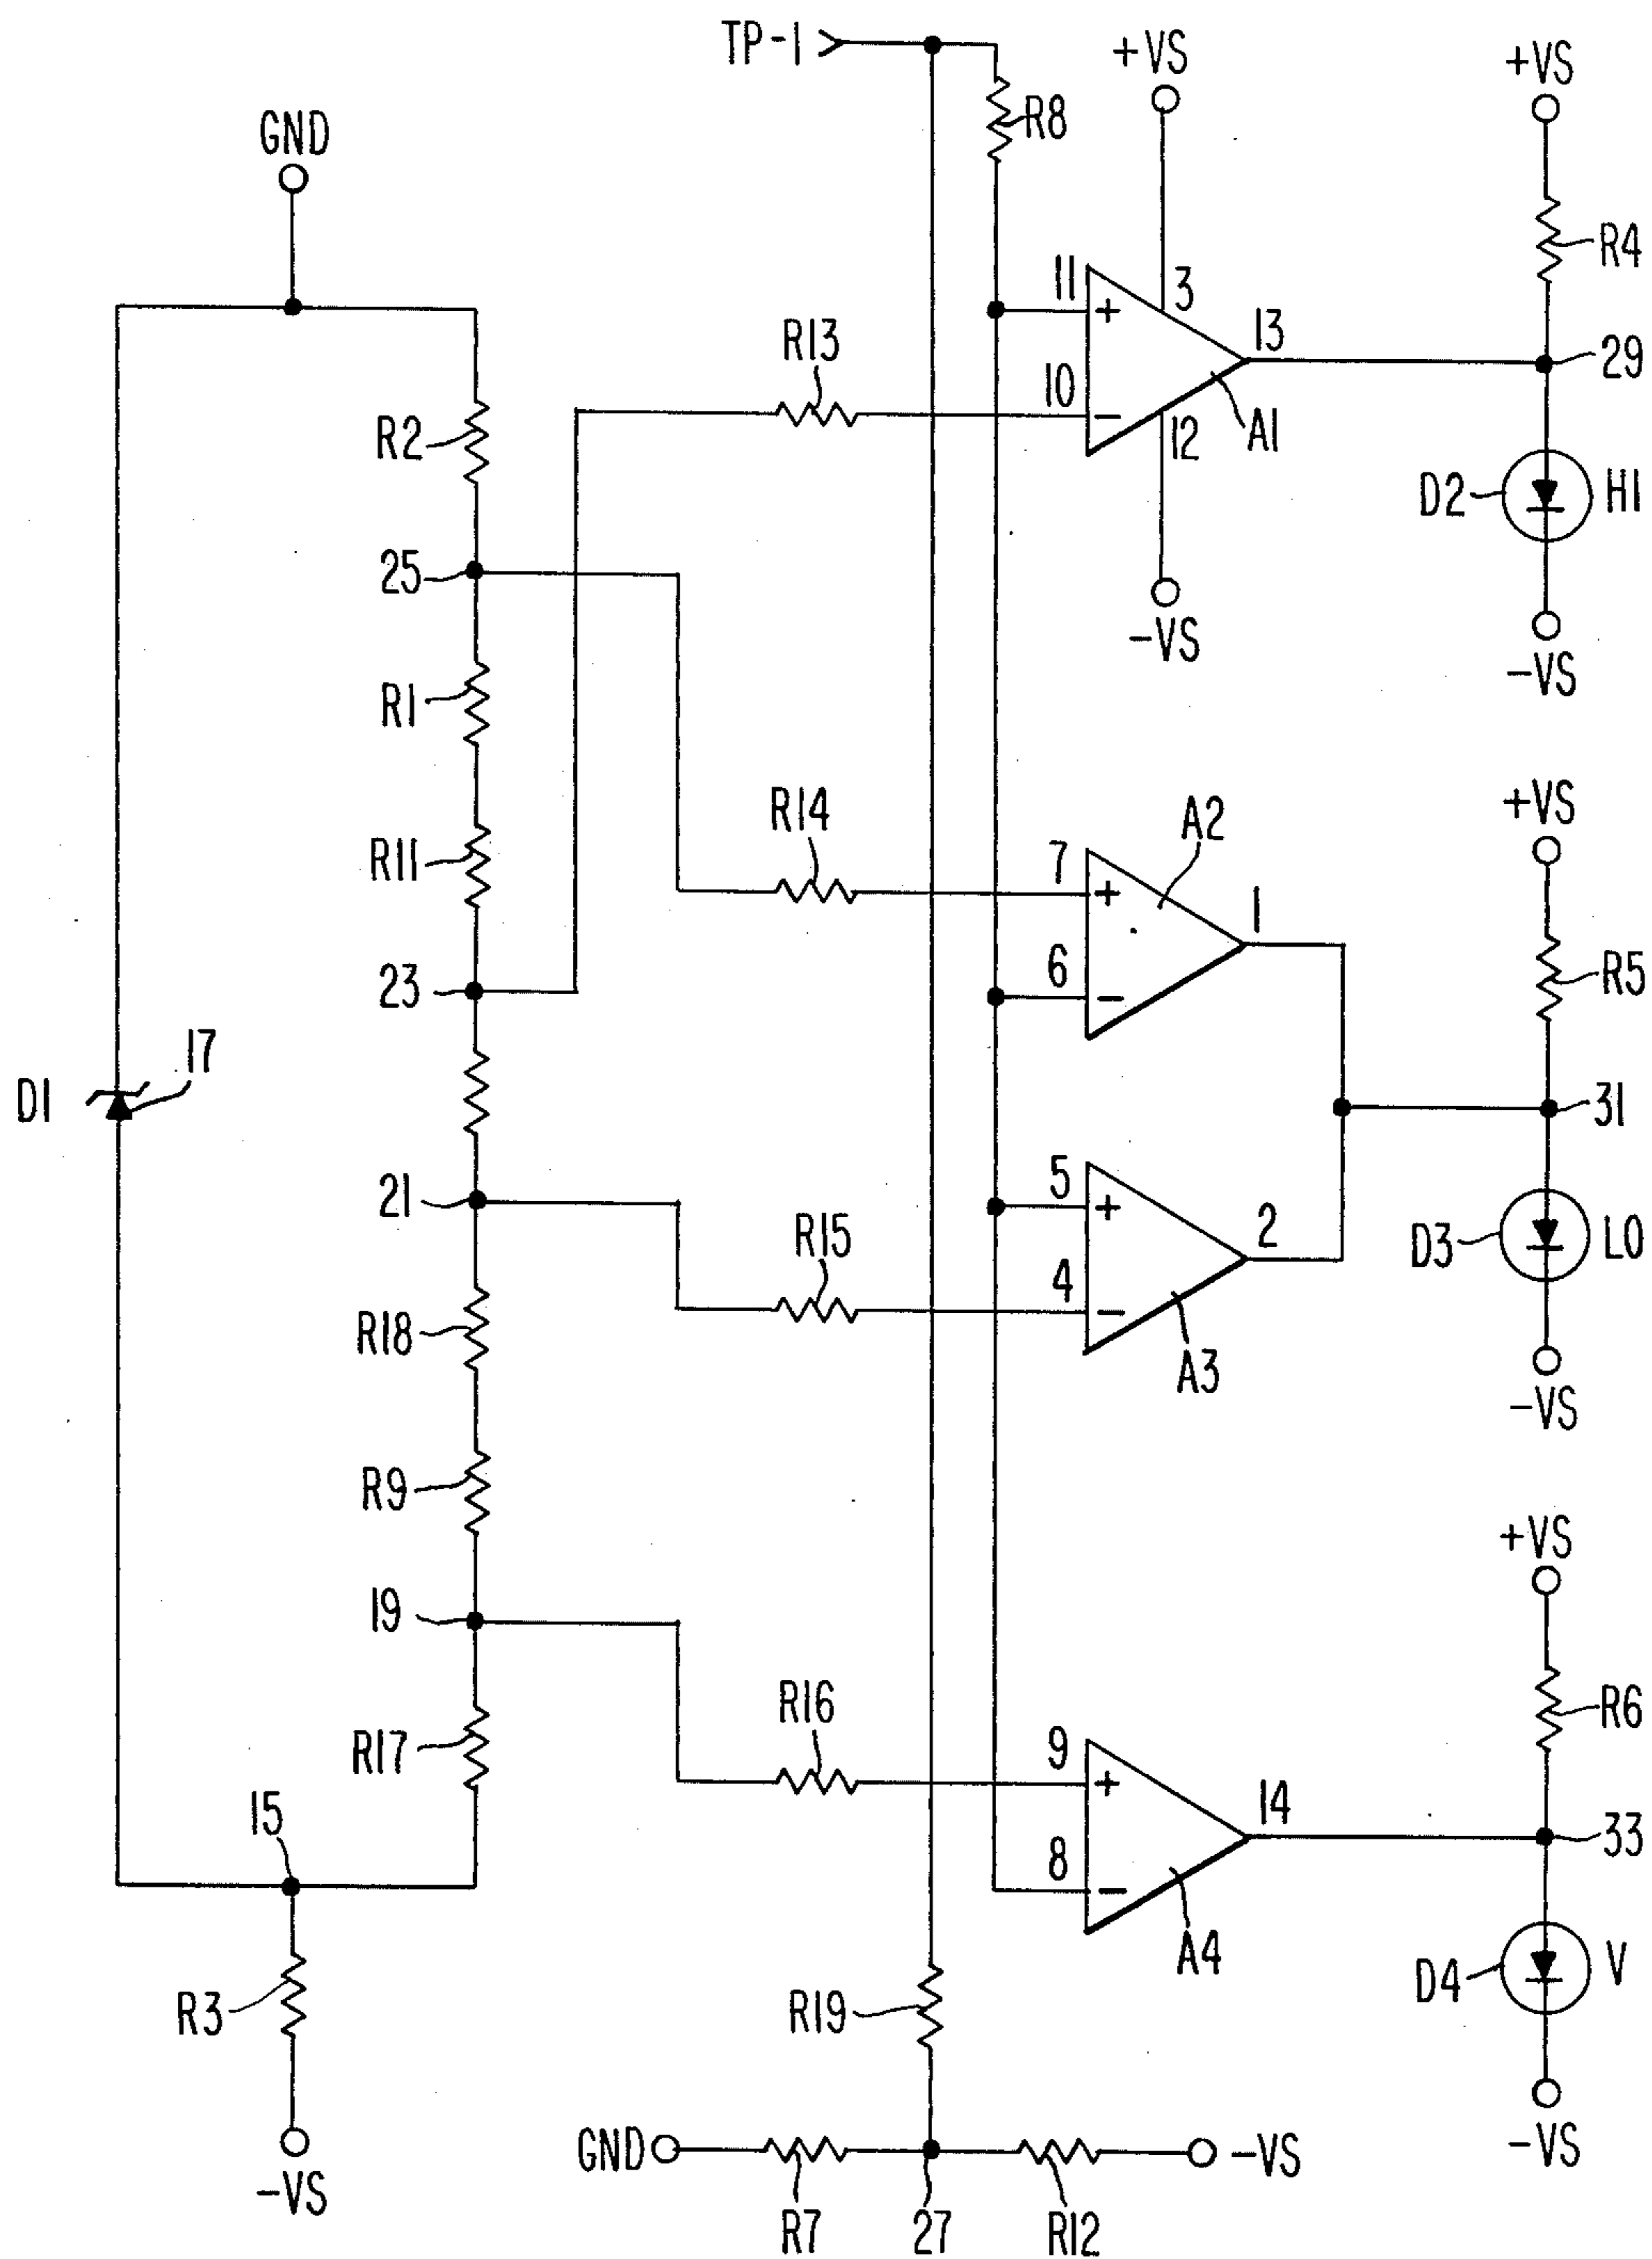 TP-1
+VS
+VS
GND
R8
R4
11
+
3
13
29
R13
10
−
12
A1
R2
D2
HI
25
−VS
−VS
R1
+VS
R14
A2
R11
7
+
1
6
−
R5
23
17
D1
31
5
+
21
2
R15
D3
LO
4
−
R18
A3
−VS
R9
+VS
19
R16
R6
9
+
R17
14
15
33
8
−
A4
V
D4
R3
R19
−VS
GND
−VS
−VS
R7
27
R12